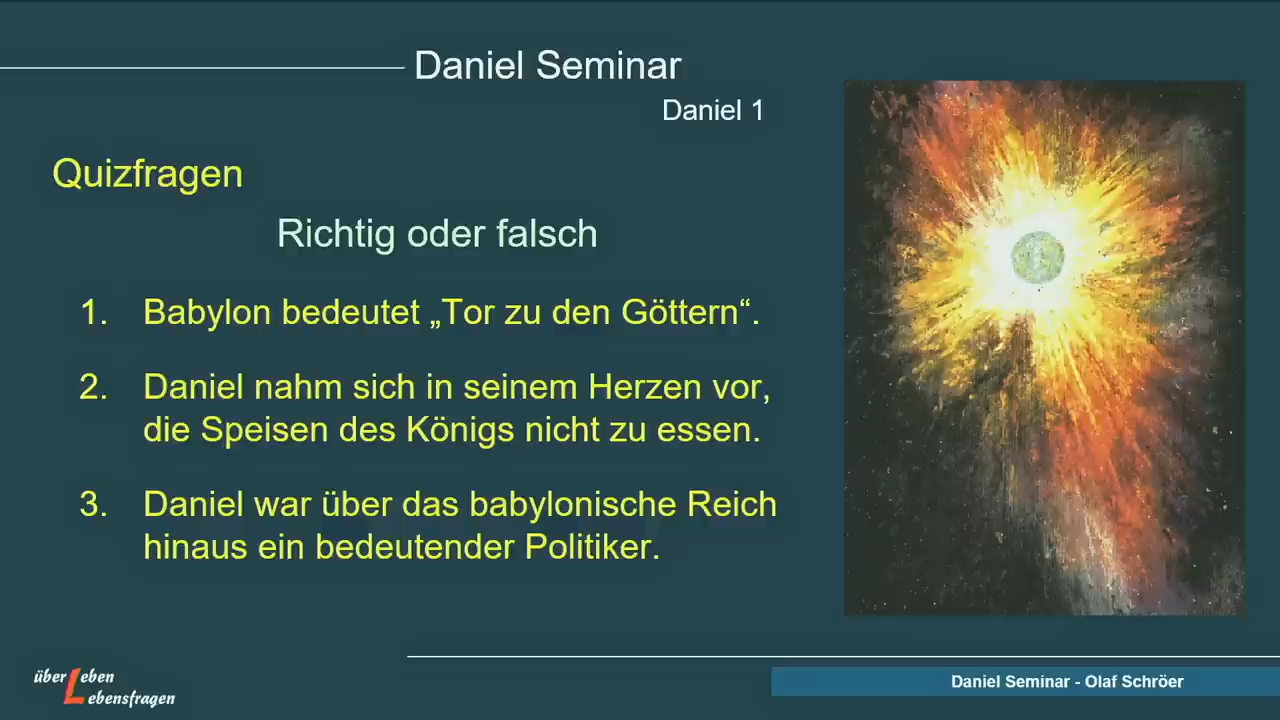 Daniel Seminar
Daniel 1
Quizfragen
Richtig oder falsch
1. Babylon bedeutet „Tor zu den Göttern“.
2. Daniel nahm sich in seinem Herzen vor,
die Speisen des Königs nicht zu essen.
3. Daniel war über das babylonische Reich
hinaus ein bedeutender Politiker.
über Leben
Lebensfragen
Daniel Seminar - Olaf Schröer